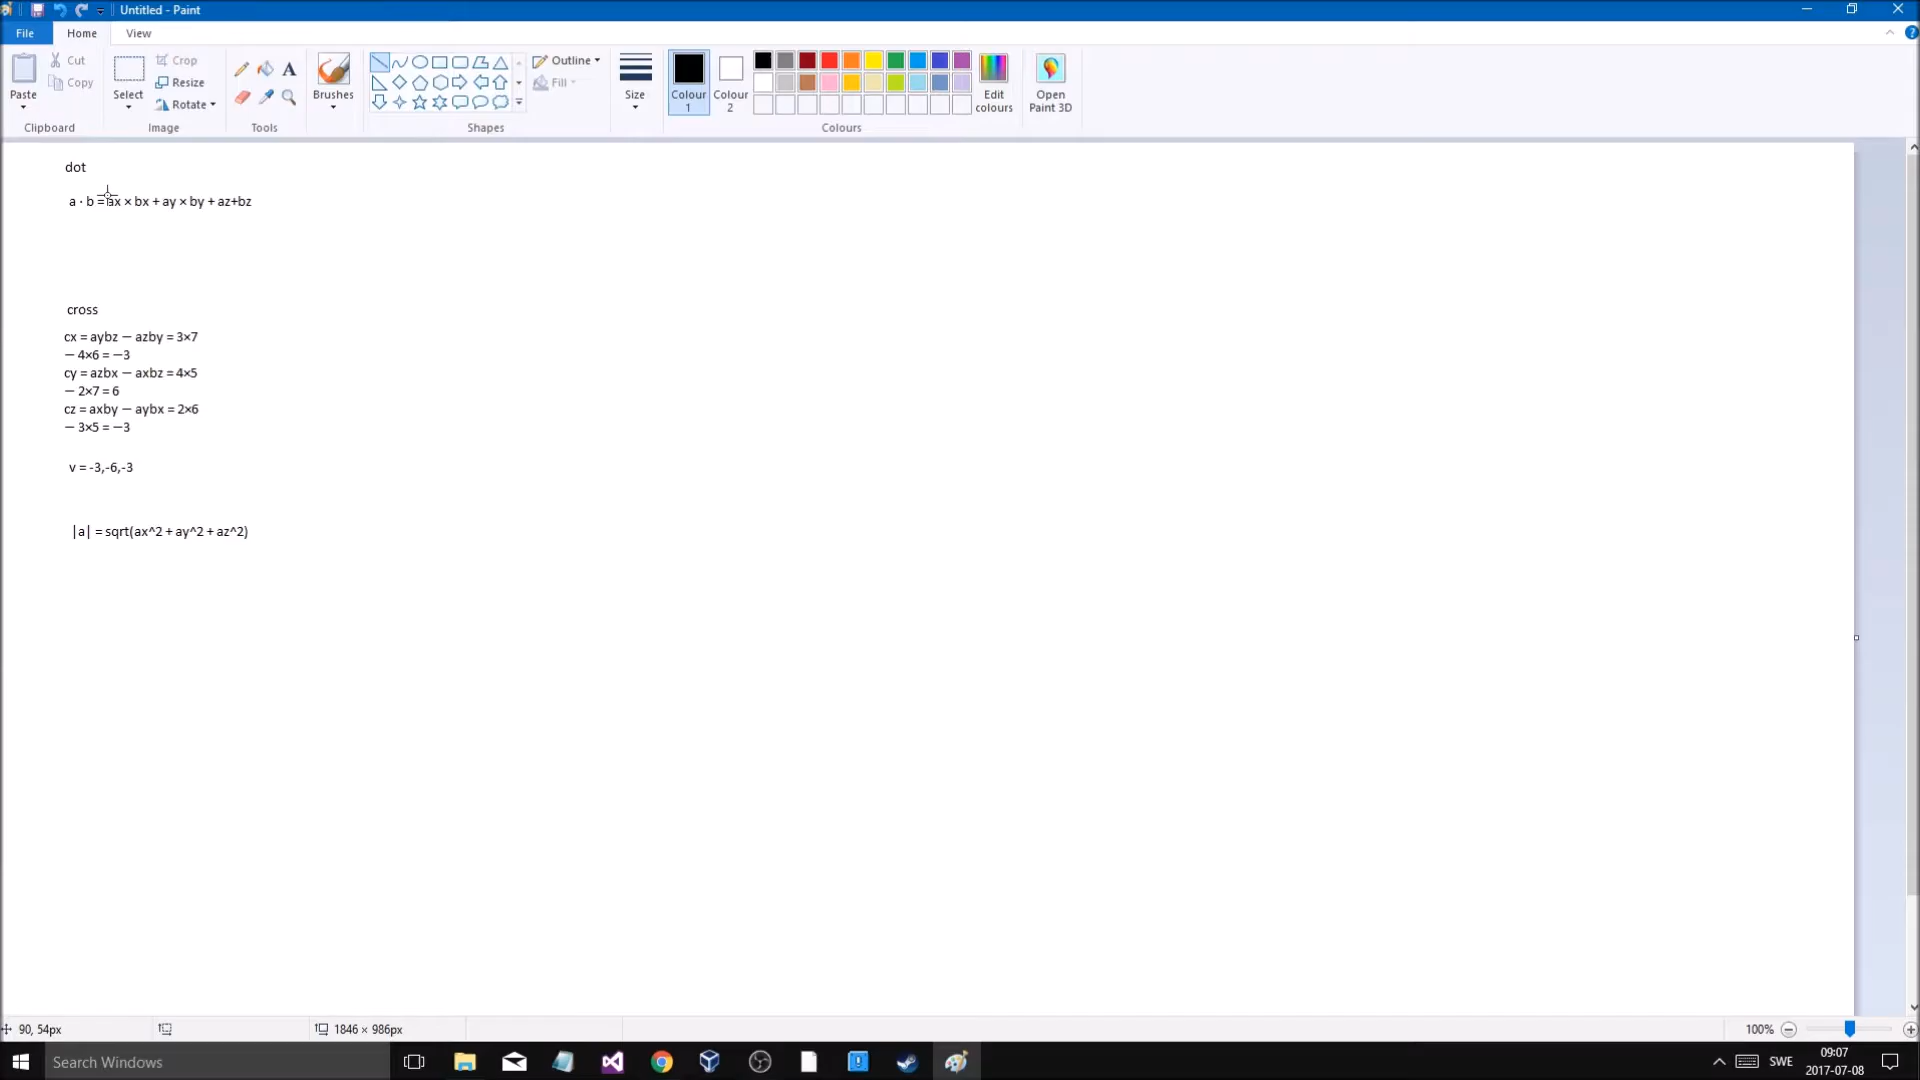 Untitled - Paint
File Home View
Paste
Cut
Copy
Clipboard
Select
Crop
Resize
Rotate
Image
A
Tools
Brushes
Outline
Fill
Shapes
Size
Colour 1
Colour 2
Edit colours
Colours
Open Paint 3D
dot
a · b = ax × bx + ay × by + az+bz
cross
cx = aybz − azby = 3×7
− 4×6 = −3
cy = azbx − axbz = 4×5
− 2×7 = 6
cz = axby − aybx = 2×6
− 3×5 = −3
v = -3,-6,-3
|a| = sqrt(ax^2 + ay^2 + az^2)
90, 54px
1846 × 986px
100%
Search Windows
SWE
09:07
2017-07-08